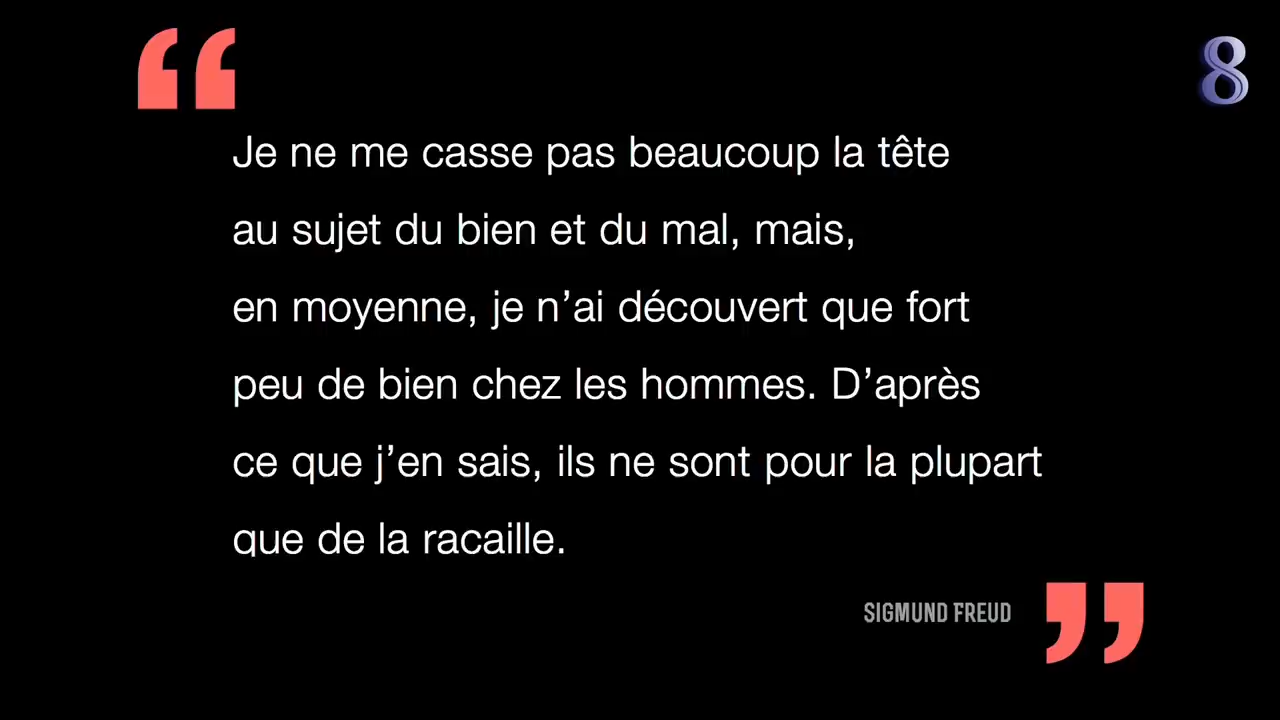 8
Je ne me casse pas beaucoup la tête
au sujet du bien et du mal, mais,
en moyenne, je n’ai découvert que fort
peu de bien chez les hommes. D’après
ce que j’en sais, ils ne sont pour la plupart
que de la racaille.
SIGMUND FREUD